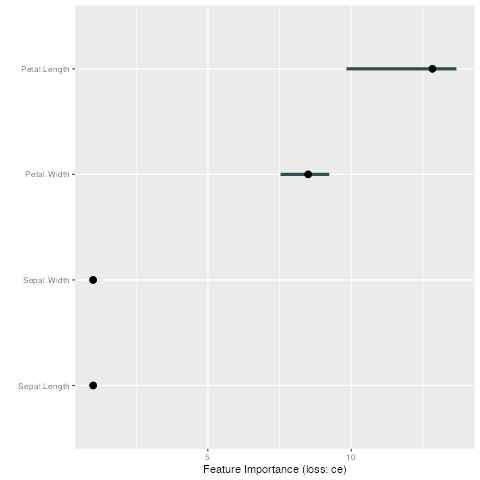 Petal.Length
Petal.Width
Sepal.Width
Sepal.Length
5 10
Feature Importance (loss: ce)